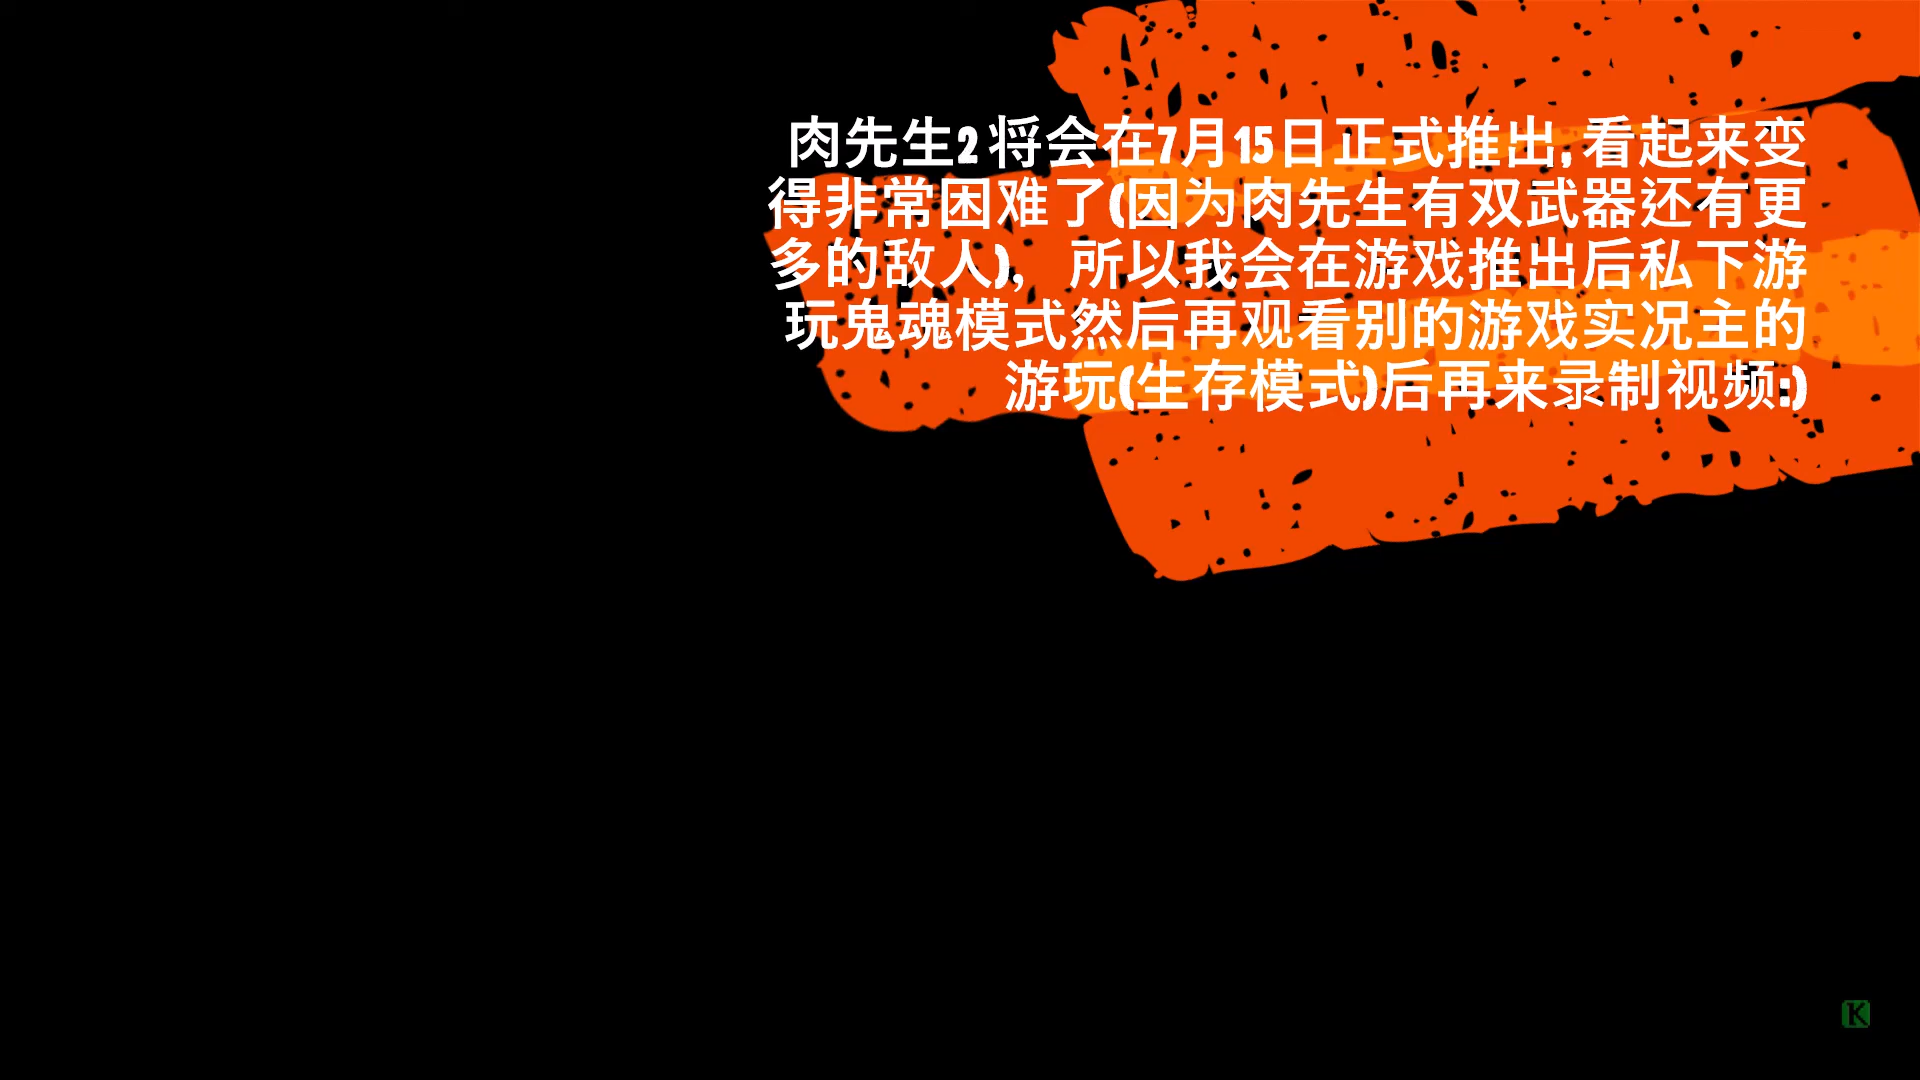 肉先生2 将会在7月15日正式推出, 看起来变
得非常困难了(因为肉先生有双武器还有更
多的敌人)， 所以我会在游戏推出后私下游
玩鬼魂模式然后再观看别的游戏实况主的
游玩(生存模式)后再来录制视频:)
K